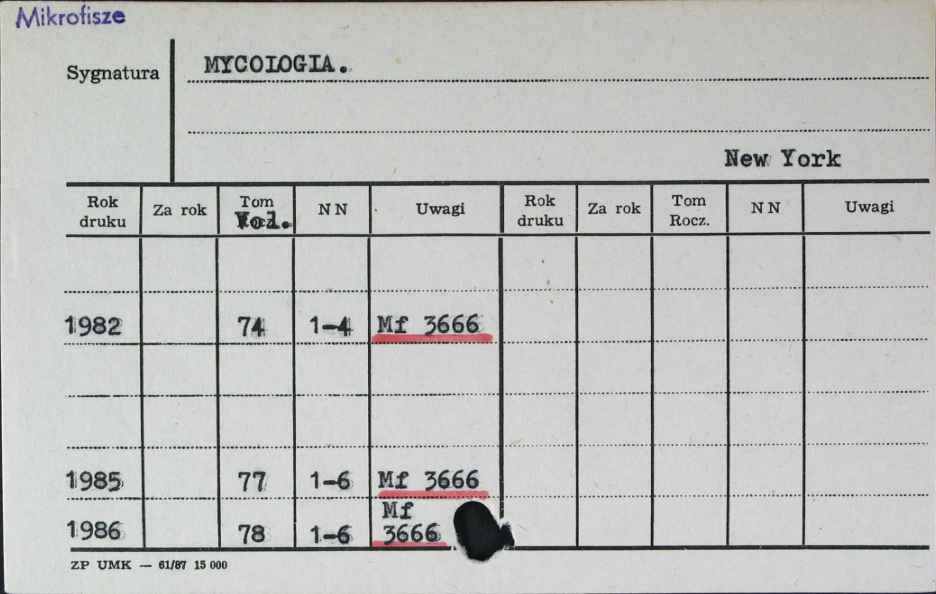 Mikrofisze
Sygnatura
MYCOLOGIA.
New York
Rok druku Za rok Tom Vol. NN Uwagi Rok druku Za rok Tom Rocz. NN Uwagi
1982 74 1-4 Mf 3666
1985 77 1-6 Mf 3666
1986 78 1-6 Mf 3666
ZP UMK — 61/87 15 000